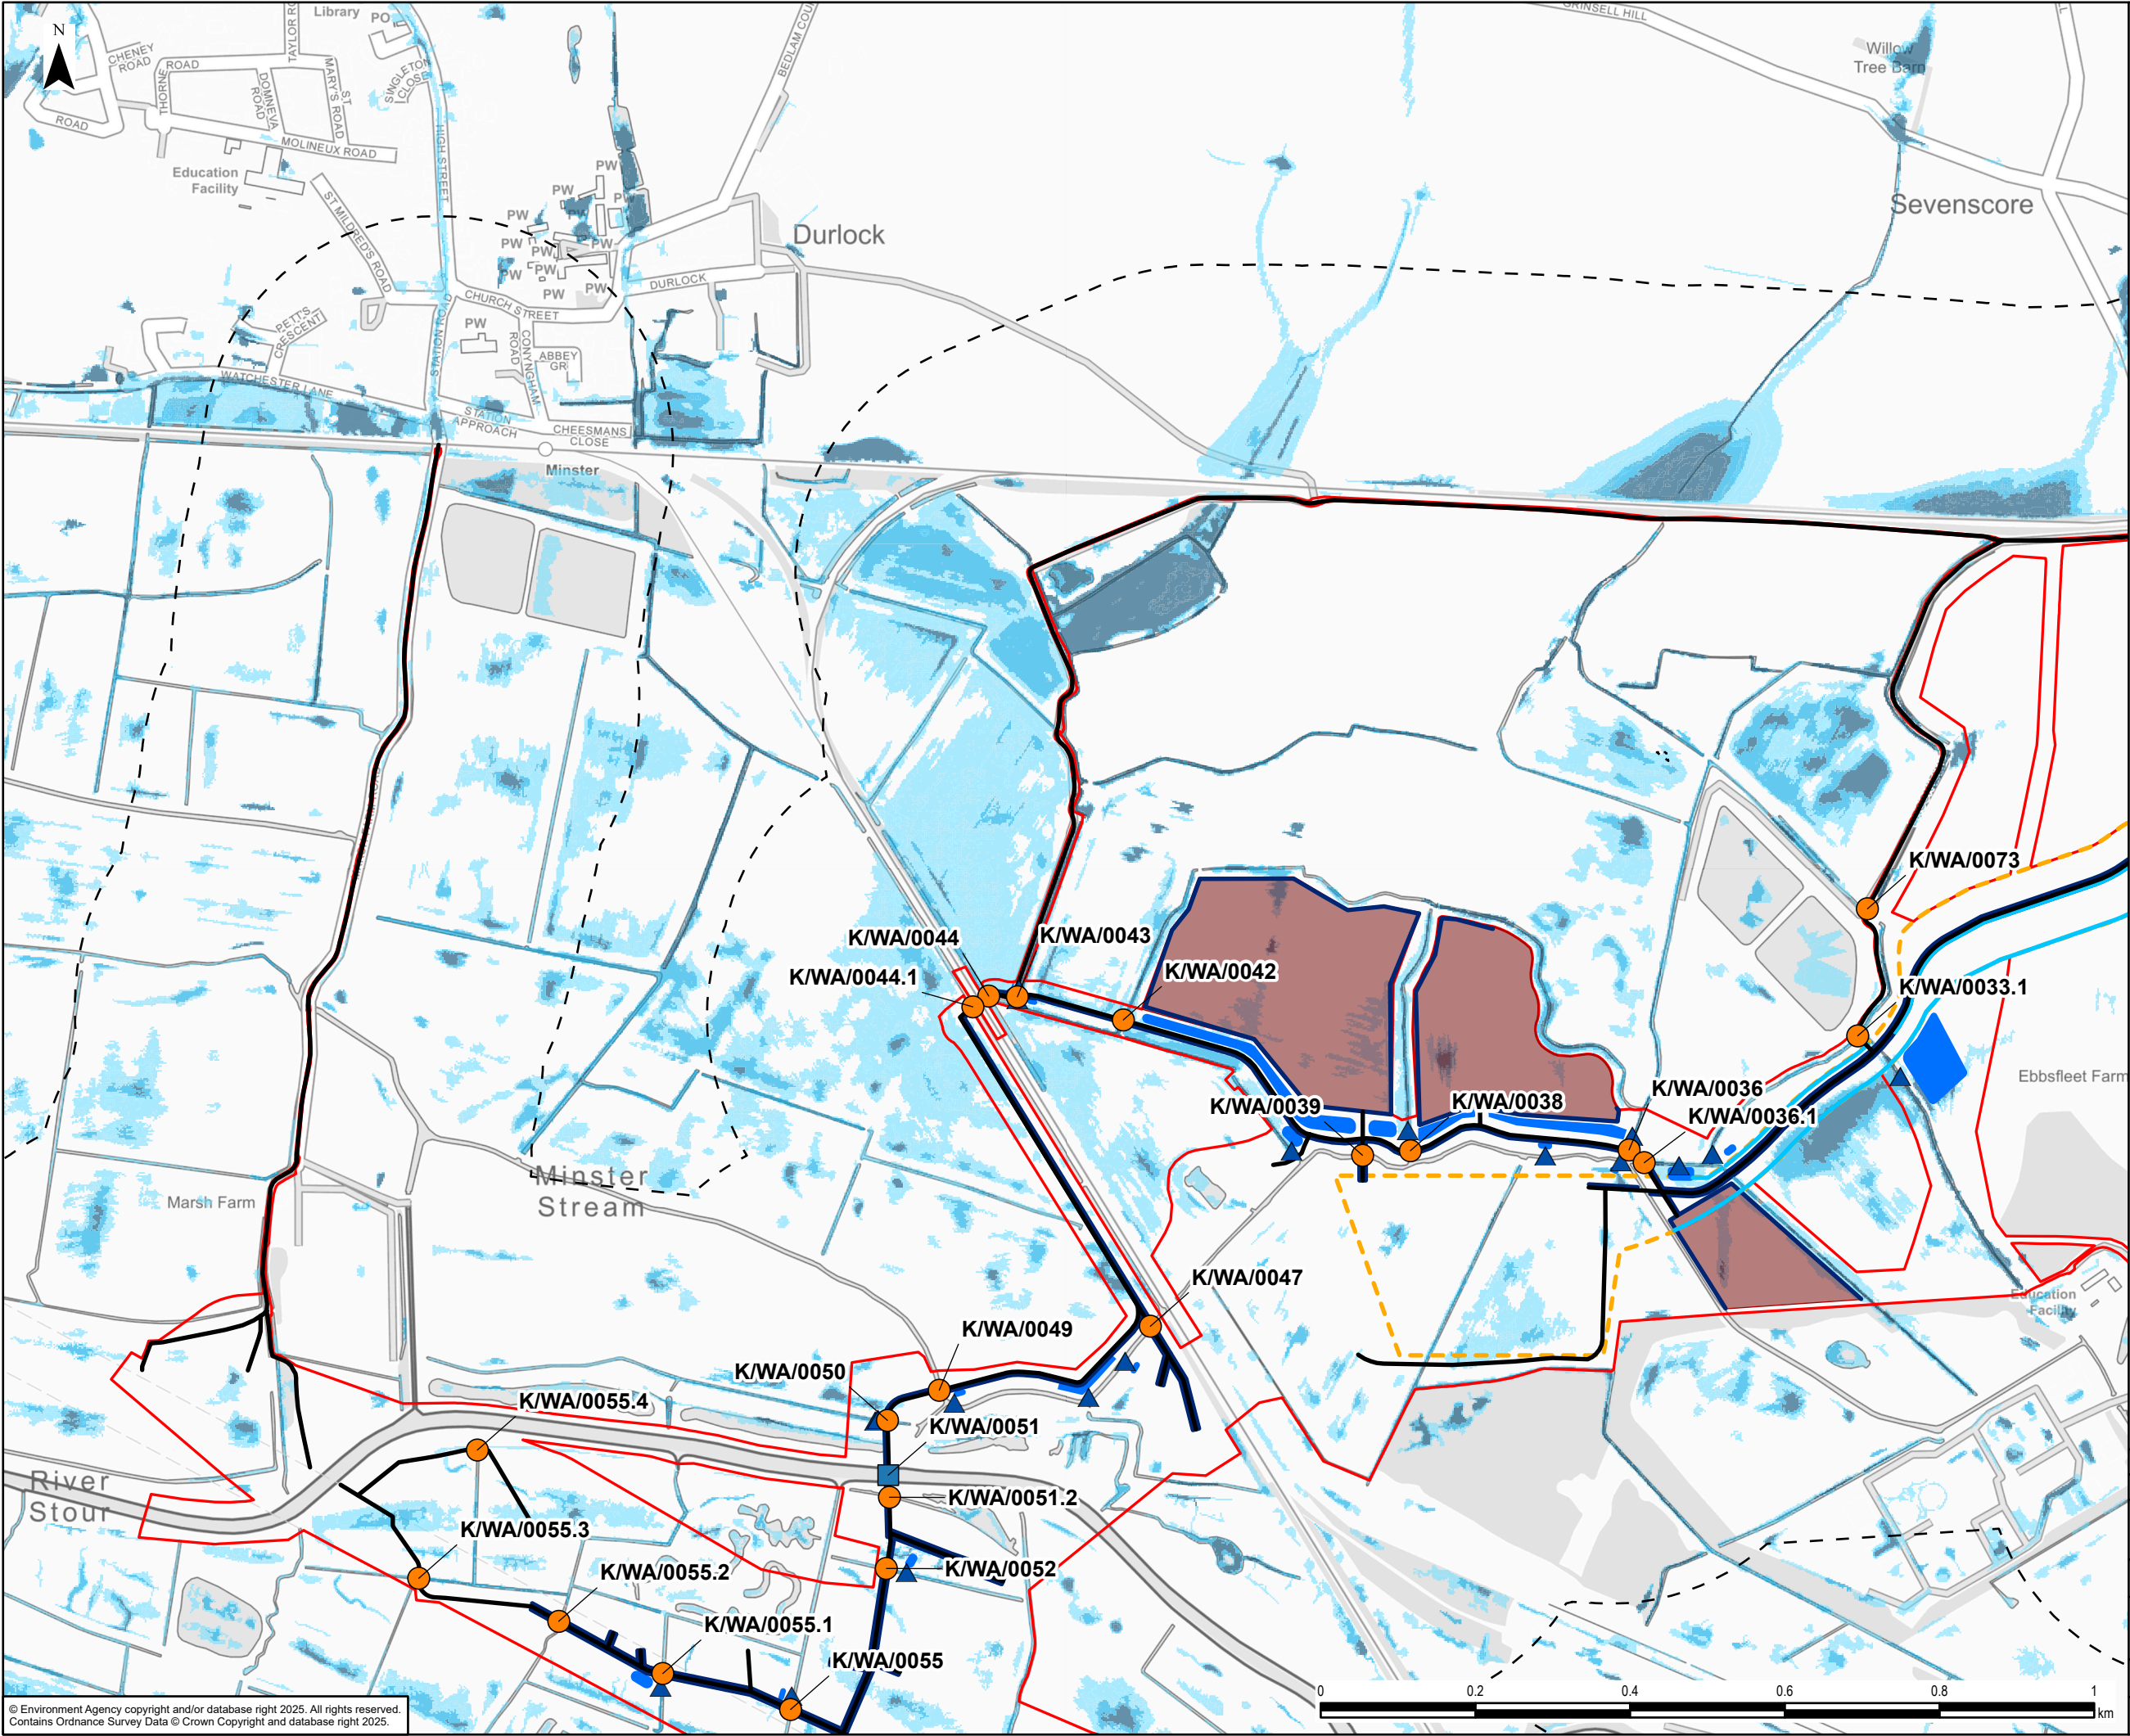 N
Library
PO
TAYLOR RO
CHENEY
ROAD
THORNE
ROAD
DOMNEVA
ROAD
ST
MARY'S ROAD
SINGLETON
CLOSE
ROAD
MOLINEUX ROAD
HIGH STREET
BEDLAM COU
Education
Facility
ST MILDRED'S ROAD
PW
PW
PW
PW
PW
PW
PW
PW
PW
PW
PW
PW
PW
Durlock
DURLOCK
GRINSELL HILL
Willow
Tree Barn
Sevenscore
CHURCH STREET
PW
STATION ROAD
CONYNGHAM
ROAD
ABBEY
GR
PETTS
CRESCENT
WATCHESTER LANE
STATION
APPROACH
CHEESMANS
CLOSE
Minster
K/WA/0073
K/WA/0044
K/WA/0043
K/WA/0042
K/WA/0044.1
K/WA/0033.1
Ebbsfleet Farm
K/WA/0036
K/WA/0039
K/WA/0038
K/WA/0036.1
Minster
Stream
Marsh Farm
K/WA/0047
Education
Facility
K/WA/0049
K/WA/0050
K/WA/0055.4
K/WA/0051
River
Stour
K/WA/0051.2
K/WA/0055.3
K/WA/0055.2
K/WA/0052
K/WA/0055.1
K/WA/0055
0 0.2 0.4 0.6 0.8 1
km
© Environment Agency copyright and/or database right 2025. All rights reserved.
Contains Ordnance Survey Data © Crown Copyright and database right 2025.